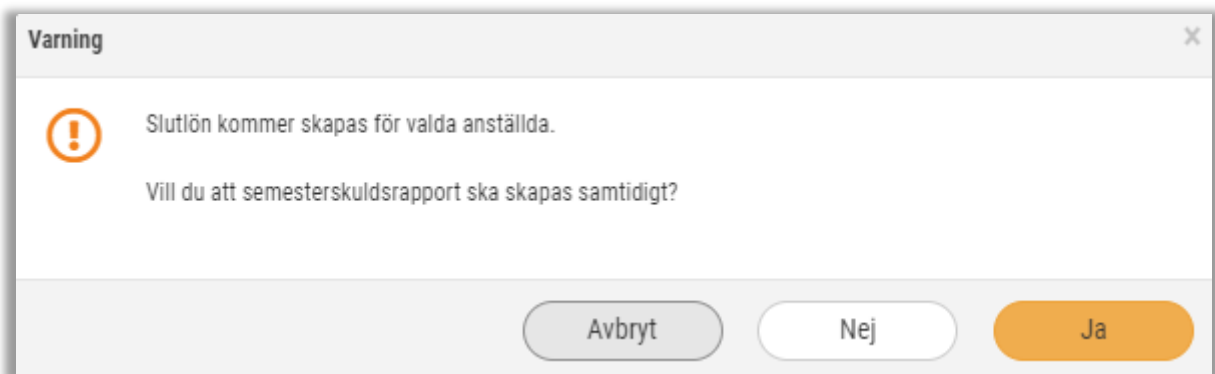 Varning
Slutlön kommer skapas för valda anställda.
Vill du att semesterskuldsrapport ska skapas samtidigt?
Avbryt Nej Ja